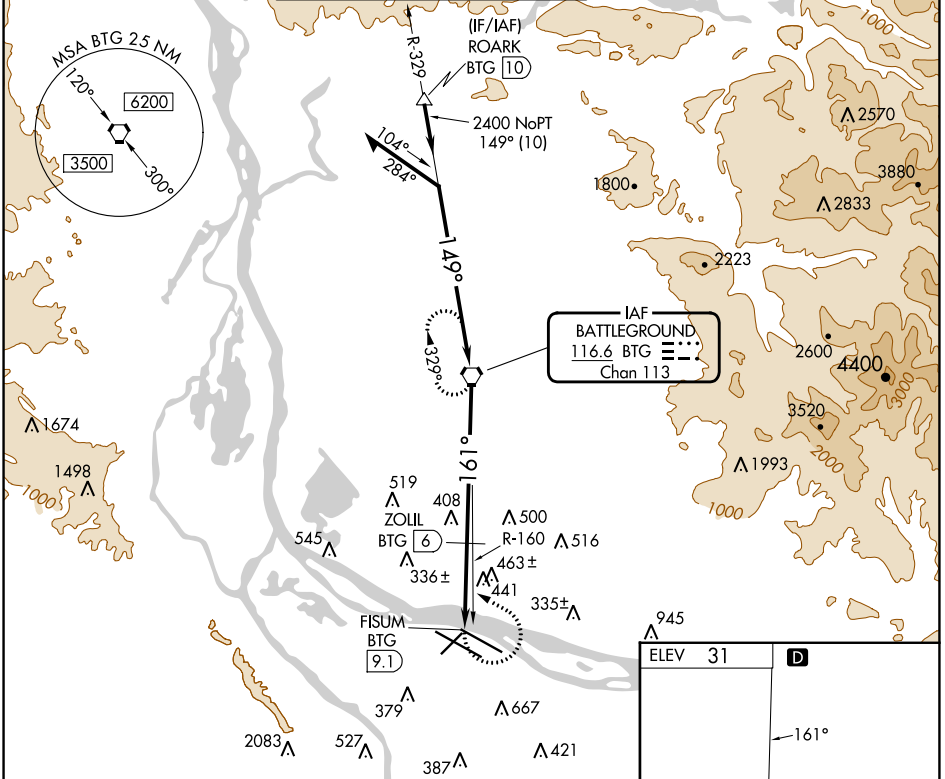 MSA BTG 25 NM
120°
6200
3500
300°
R-329
(IF/IAF)
ROARK
BTG 10
2400 NoPT
149° (10)
104°
284°
149°
329°
IAF
BATTLEGROUND
116.6 BTG
Chan 113
161°
1000
2570
3880
1800
2833
2223
2600
4400
3000
3520
2000
1993
1000
1674
1498
1000
519
408
500
ZOLIL
BTG 6
R-160
516
545
336 ±
463 ±
441
335±
FISUM
BTG
9.1
945
ELEV 31
D
161°
379
667
2083
527
387
421